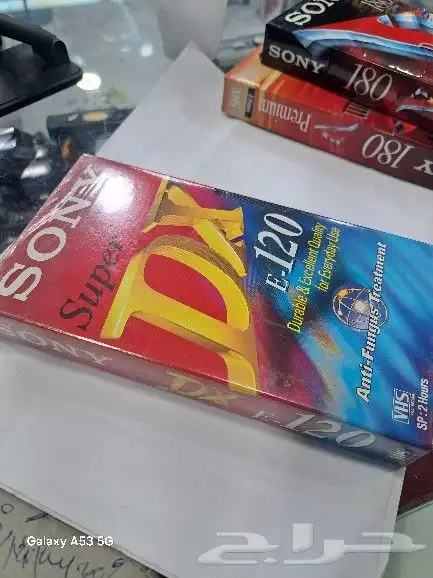 SONY
180
Premium
180
SONY
Super
DX
E-120
Durable & Excellent Quality
for Everyday Use
Anti-Fungus Treatment
VHS
SP: 2 Hours
SONY
DX
E-120
Galaxy A53 5G
حراج